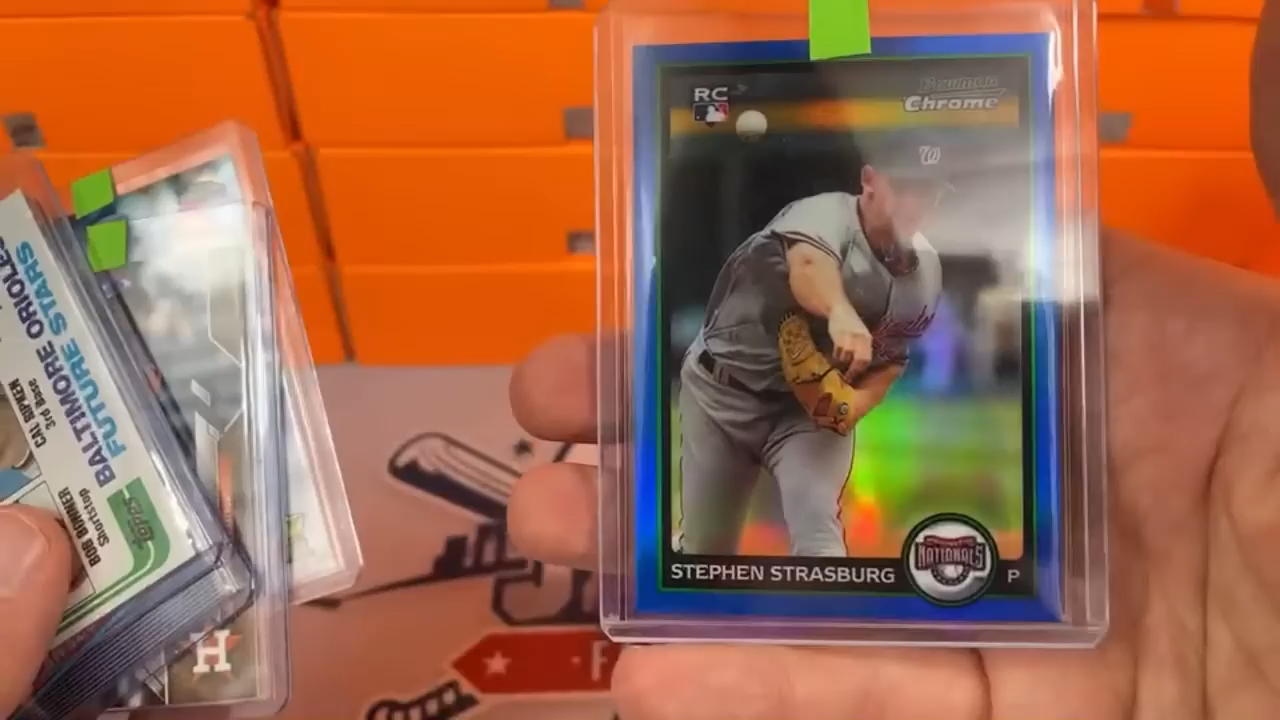 BALTIMORE ORIOLES
FUTURE STARS
CAL RIPKEN
3rd Base
BOB BONNER
Shortstop
Topps
H
RC
Bowman
Chrome
W
NATIONALS
STEPHEN STRASBURG
P